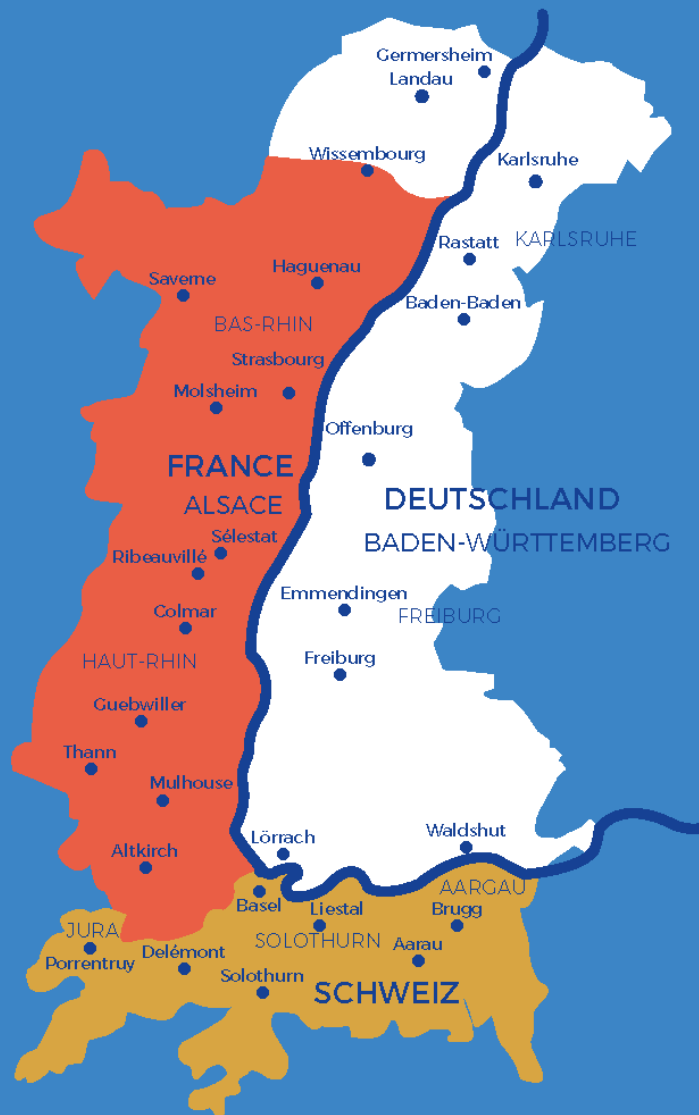 Germersheim
Landau
Wissembourg
Karlsruhe
Rastatt
KARLSRUHE
Haguenau
Saverne
Baden-Baden
BAS-RHIN
Strasbourg
Molsheim
Offenburg
FRANCE
DEUTSCHLAND
ALSACE
Sélestat
BADEN-WÜRTTEMBERG
Ribeauvillé
Emmendingen
Colmar
FREIBURG
HAUT-RHIN
Freiburg
Guebwiller
Thann
Mulhouse
Lörrach
Waldshut
Altkirch
AARGAU
Basel
Liestal
Brugg
JURA
SOLOTHURN
Aarau
Delémont
Porrentruy
Solothurn
SCHWEIZ